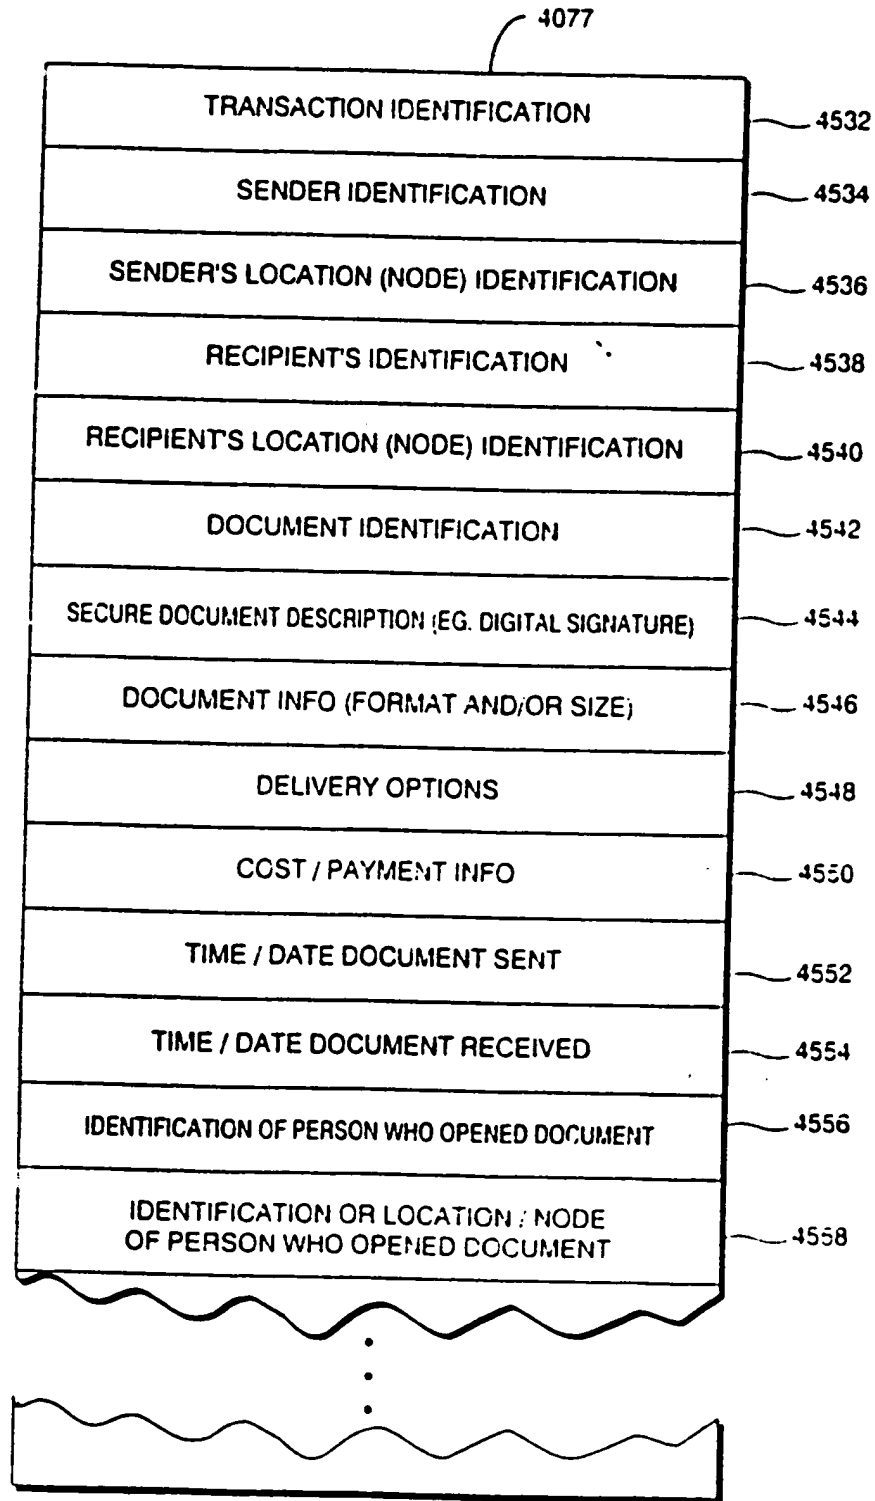 4077
TRANSACTION IDENTIFICATION 4532
SENDER IDENTIFICATION 4534
SENDER'S LOCATION (NODE) IDENTIFICATION 4536
RECIPIENT'S IDENTIFICATION 4538
RECIPIENT'S LOCATION (NODE) IDENTIFICATION 4540
DOCUMENT IDENTIFICATION 4542
SECURE DOCUMENT DESCRIPTION (EG. DIGITAL SIGNATURE) 4544
DOCUMENT INFO (FORMAT AND/OR SIZE) 4546
DELIVERY OPTIONS 4548
COST / PAYMENT INFO 4550
TIME / DATE DOCUMENT SENT 4552
TIME / DATE DOCUMENT RECEIVED 4554
IDENTIFICATION OF PERSON WHO OPENED DOCUMENT 4556
IDENTIFICATION OR LOCATION / NODE
OF PERSON WHO OPENED DOCUMENT 4558